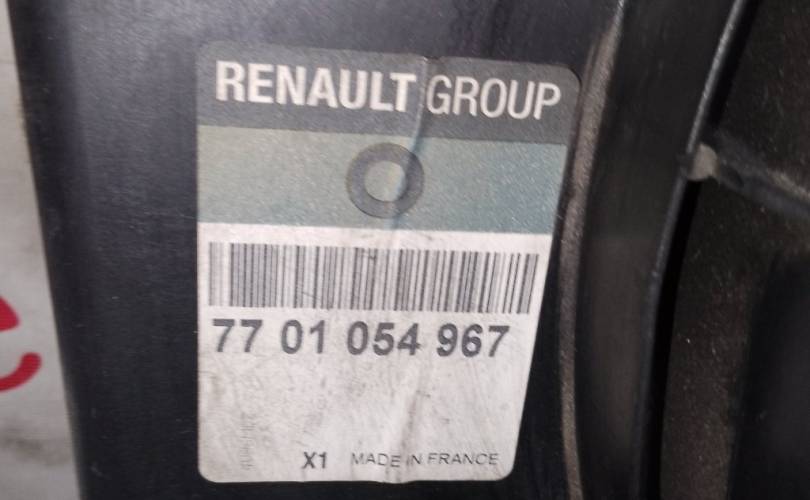 RENAULT GROUP
77 01 054 967
X1 MADE IN FRANCE